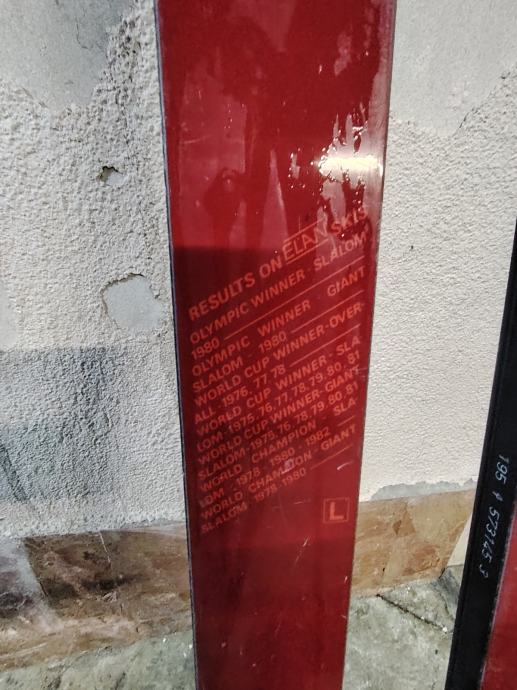 RESULTS ON ELAN SKIS
OLYMPIC WINNER - SLALOM
1980
OLYMPIC WINNER GIANT
SLALOM - 1980
WORLD CUP WINNER-OVER-
ALL 1976, 77, 78
WORLD CUP WINNER - SLA
LOM-1975, 76, 77, 78, 79, 80, 81
WORLD CUP WINNER-GIANT
SLALOM-1975, 76, 78, 79, 80, 81
WORLD CHAMPION - SLA
LOM - 1978 - 1980 - 1982
WORLD CHAMPION - GIANT
SLALOM - 1978-1980
L
195 573145 3